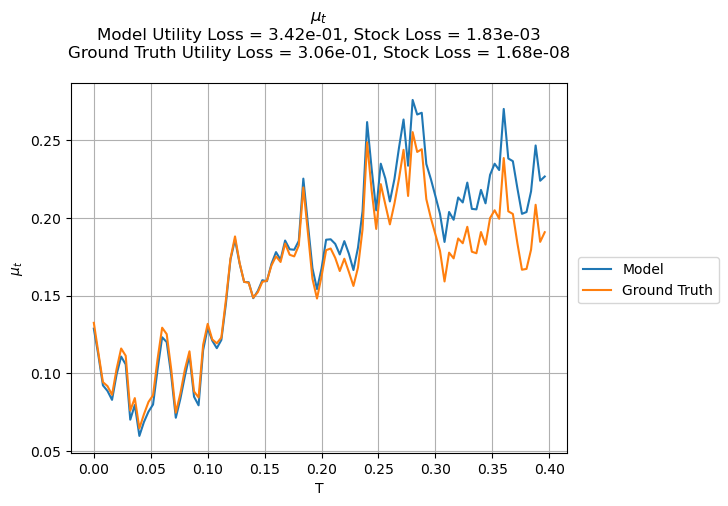 μt
Model Utility Loss = 3.42e-01, Stock Loss = 1.83e-03
Ground Truth Utility Loss = 3.06e-01, Stock Loss = 1.68e-08
0.25
0.20
0.15
0.10
0.05
μt
0.00 0.05 0.10 0.15 0.20 0.25 0.30 0.35 0.40
T
Model
Ground Truth